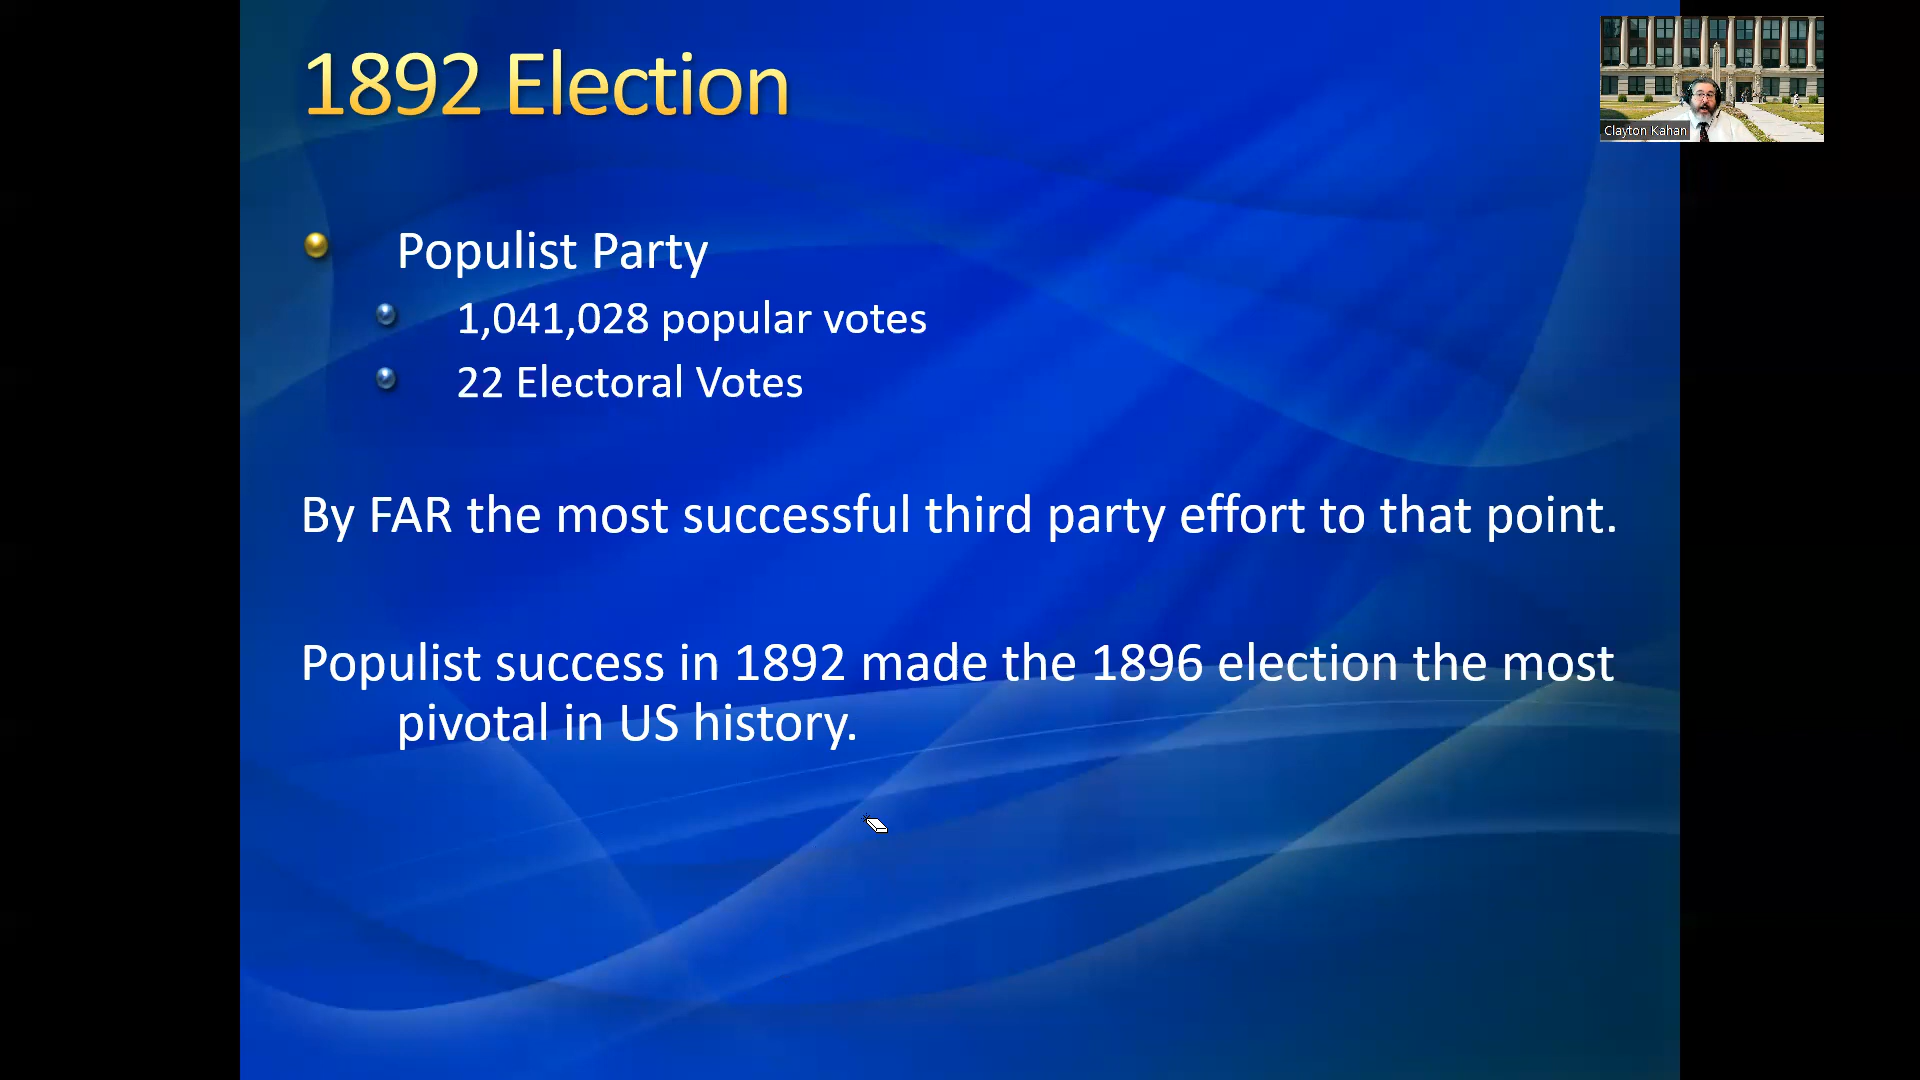 1892 Election
Clayton Kahan
Populist Party
1,041,028 popular votes
22 Electoral Votes
By FAR the most successful third party effort to that point.
Populist success in 1892 made the 1896 election the most
pivotal in US history.